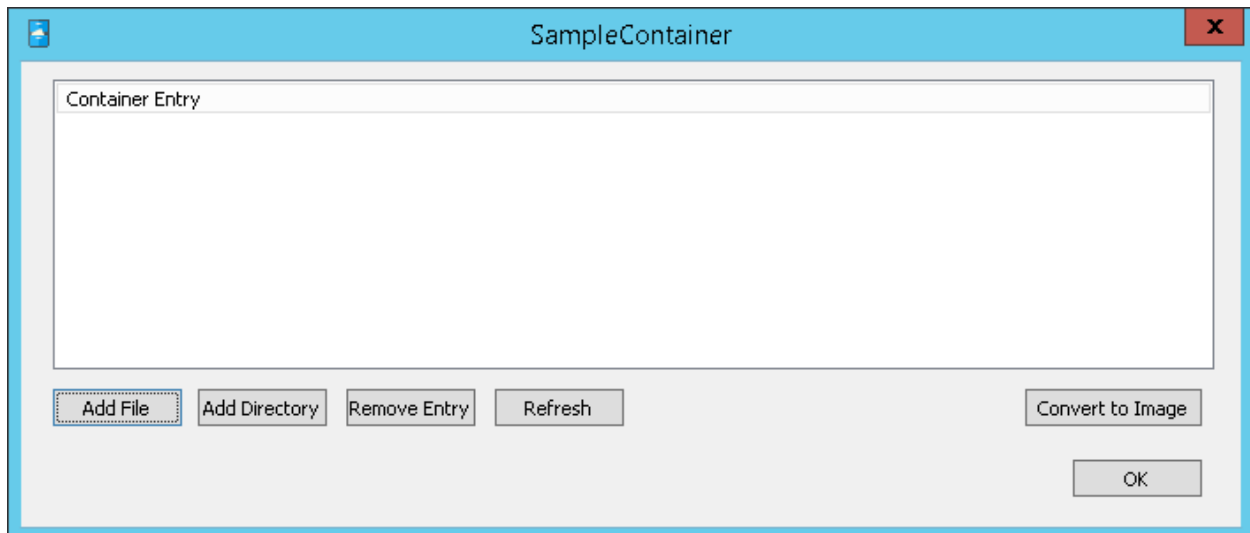 SampleContainer
x
Container Entry
Add File Add Directory Remove Entry Refresh Convert to Image
OK